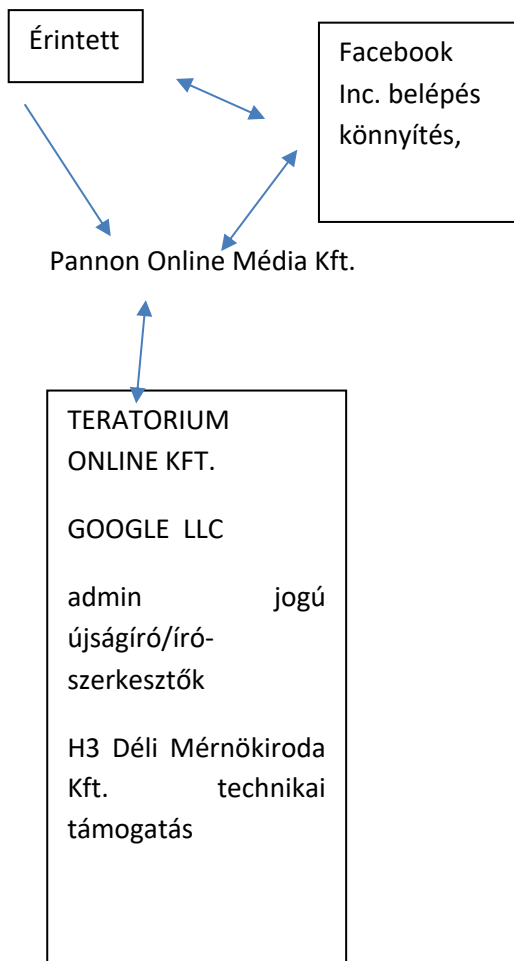 Érintett
Facebook
Inc. belépés
könnyítés,
Pannon Online Média Kft.
TERATORIUM
ONLINE KFT.
GOOGLE LLC
admin jogú
újságíró/író-
szerkesztők
H3 Déli Mérnökiroda
Kft. technikai
támogatás